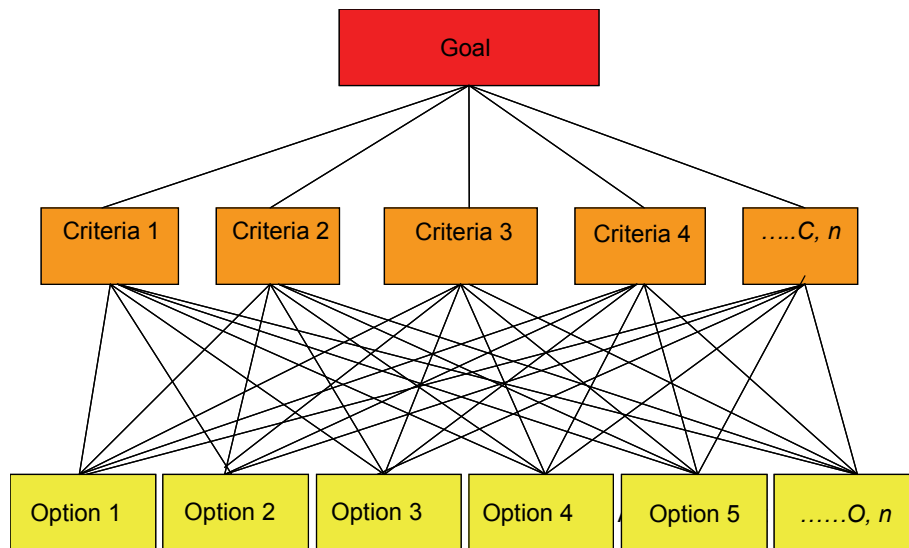 Goal
Criteria 1
Criteria 2
Criteria 3
Criteria 4
…..C, n
Option 1
Option 2
Option 3
Option 4
Option 5
……O, n